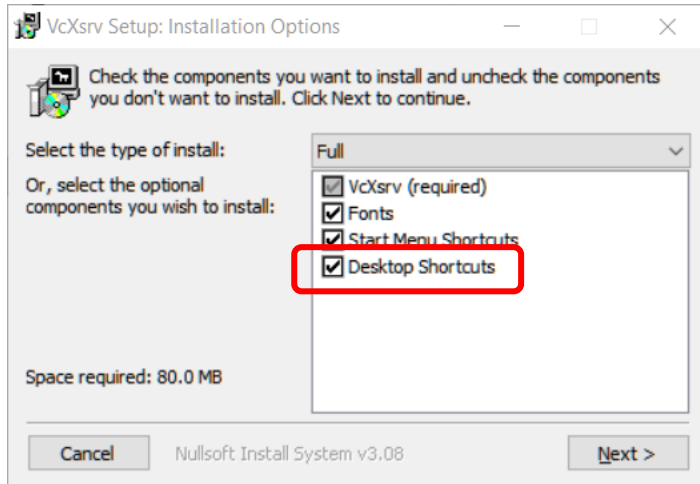 VcXsrv Setup: Installation Options
Check the components you want to install and uncheck the components
you don't want to install. Click Next to continue.
Select the type of install:
Full
Or, select the optional
components you wish to install:
VcXsrv (required)
Fonts
Start Menu Shortcuts
Desktop Shortcuts
Space required: 80.0 MB
Cancel
Nullsoft Install System v3.08
Next >